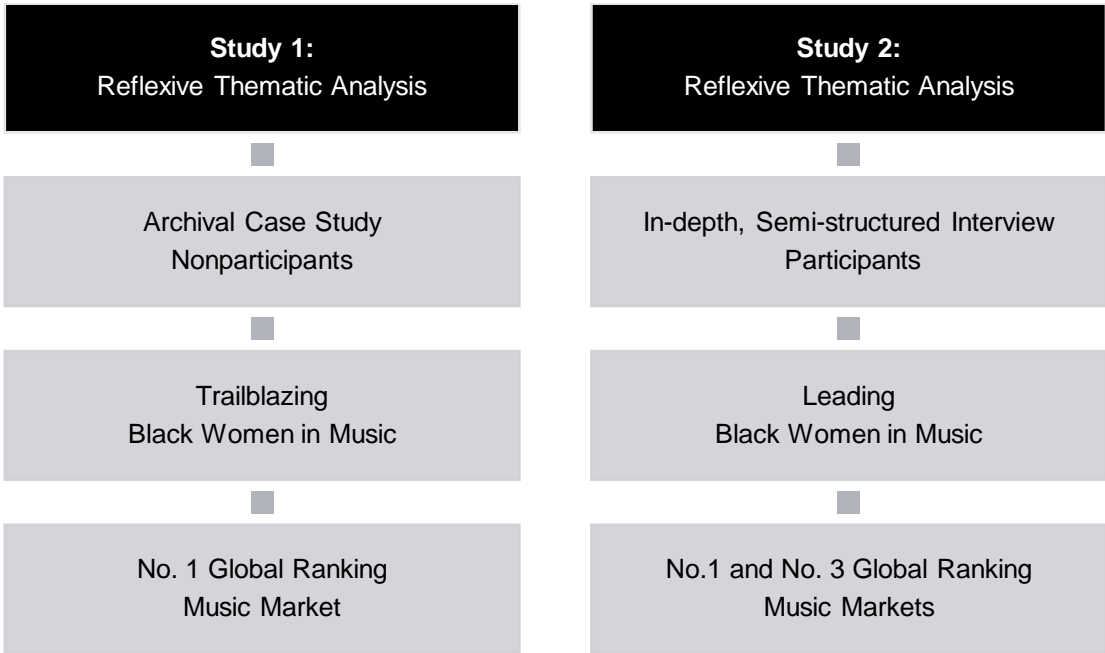 Study 1:
Reflexive Thematic Analysis
Archival Case Study
Nonparticipants
Trailblazing
Black Women in Music
No. 1 Global Ranking
Music Market
Study 2:
Reflexive Thematic Analysis
In-depth, Semi-structured Interview
Participants
Leading
Black Women in Music
No.1 and No. 3 Global Ranking
Music Markets